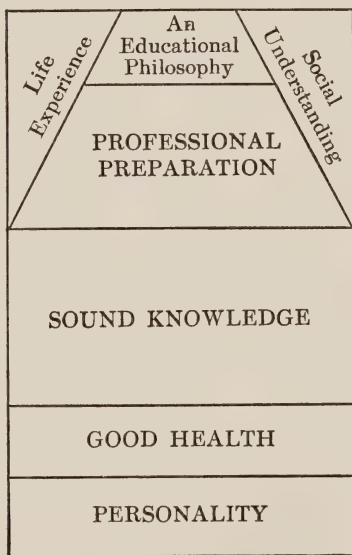 An
Educational
Philosophy
Life
Experience
Social
Understanding
PROFESSIONAL
PREPARATION
SOUND KNOWLEDGE
GOOD HEALTH
PERSONALITY